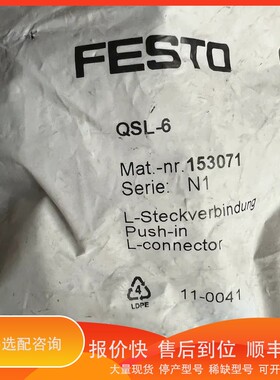 FESTO
QSL-6
Mat.-nr.153071
Serie: N1
L-Steckverbindung
Push-in
L-connector
4
LDPE
11-0041
选配咨询
报价快 售后到位 顺丰
大量现货 停产型号 稀缺型号 可